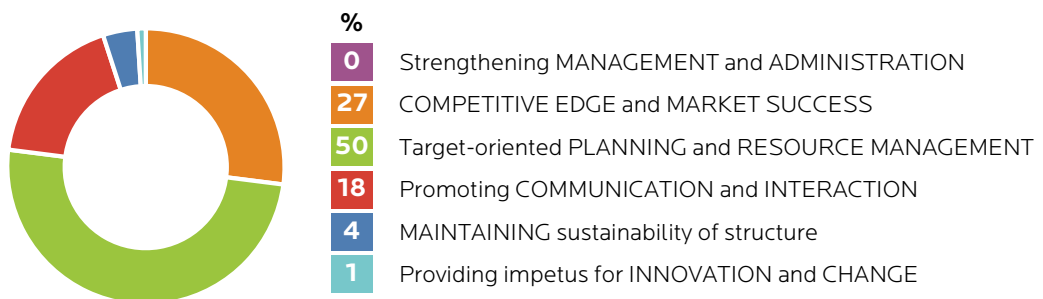 %
0 Strengthening MANAGEMENT and ADMINISTRATION
27 COMPETITIVE EDGE and MARKET SUCCESS
50 Target-oriented PLANNING and RESOURCE MANAGEMENT
18 Promoting COMMUNICATION and INTERACTION
4 MAINTAINING sustainability of structure
1 Providing impetus for INNOVATION and CHANGE